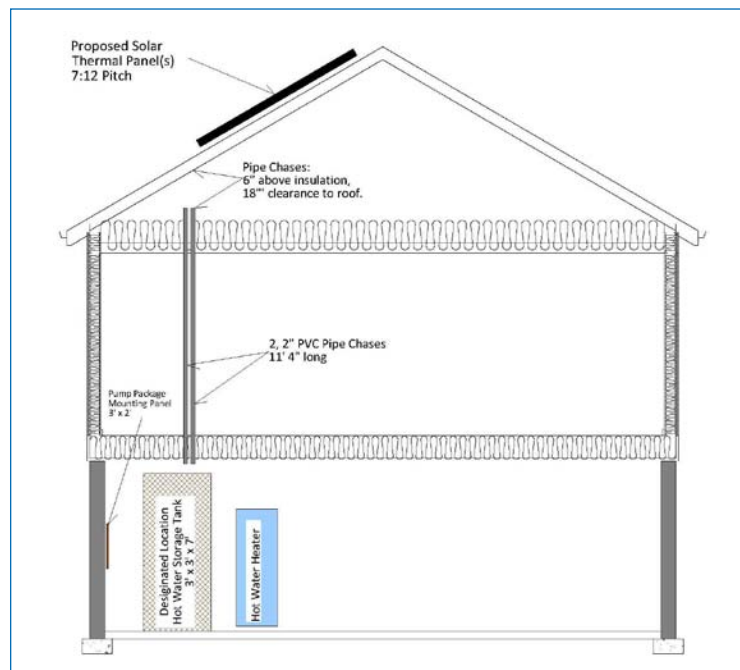 Proposed Solar
Thermal Panel(s)
7:12 Pitch
Pipe Chases:
6" above insulation,
18"" clearance to roof.
2, 2" PVC Pipe Chases
11' 4" long
Pump Package
Mounting Panel
3' x 2'
Desiginated Location
Hot Water Storage Tank
3' x 3' x 7'
Hot Water Heater